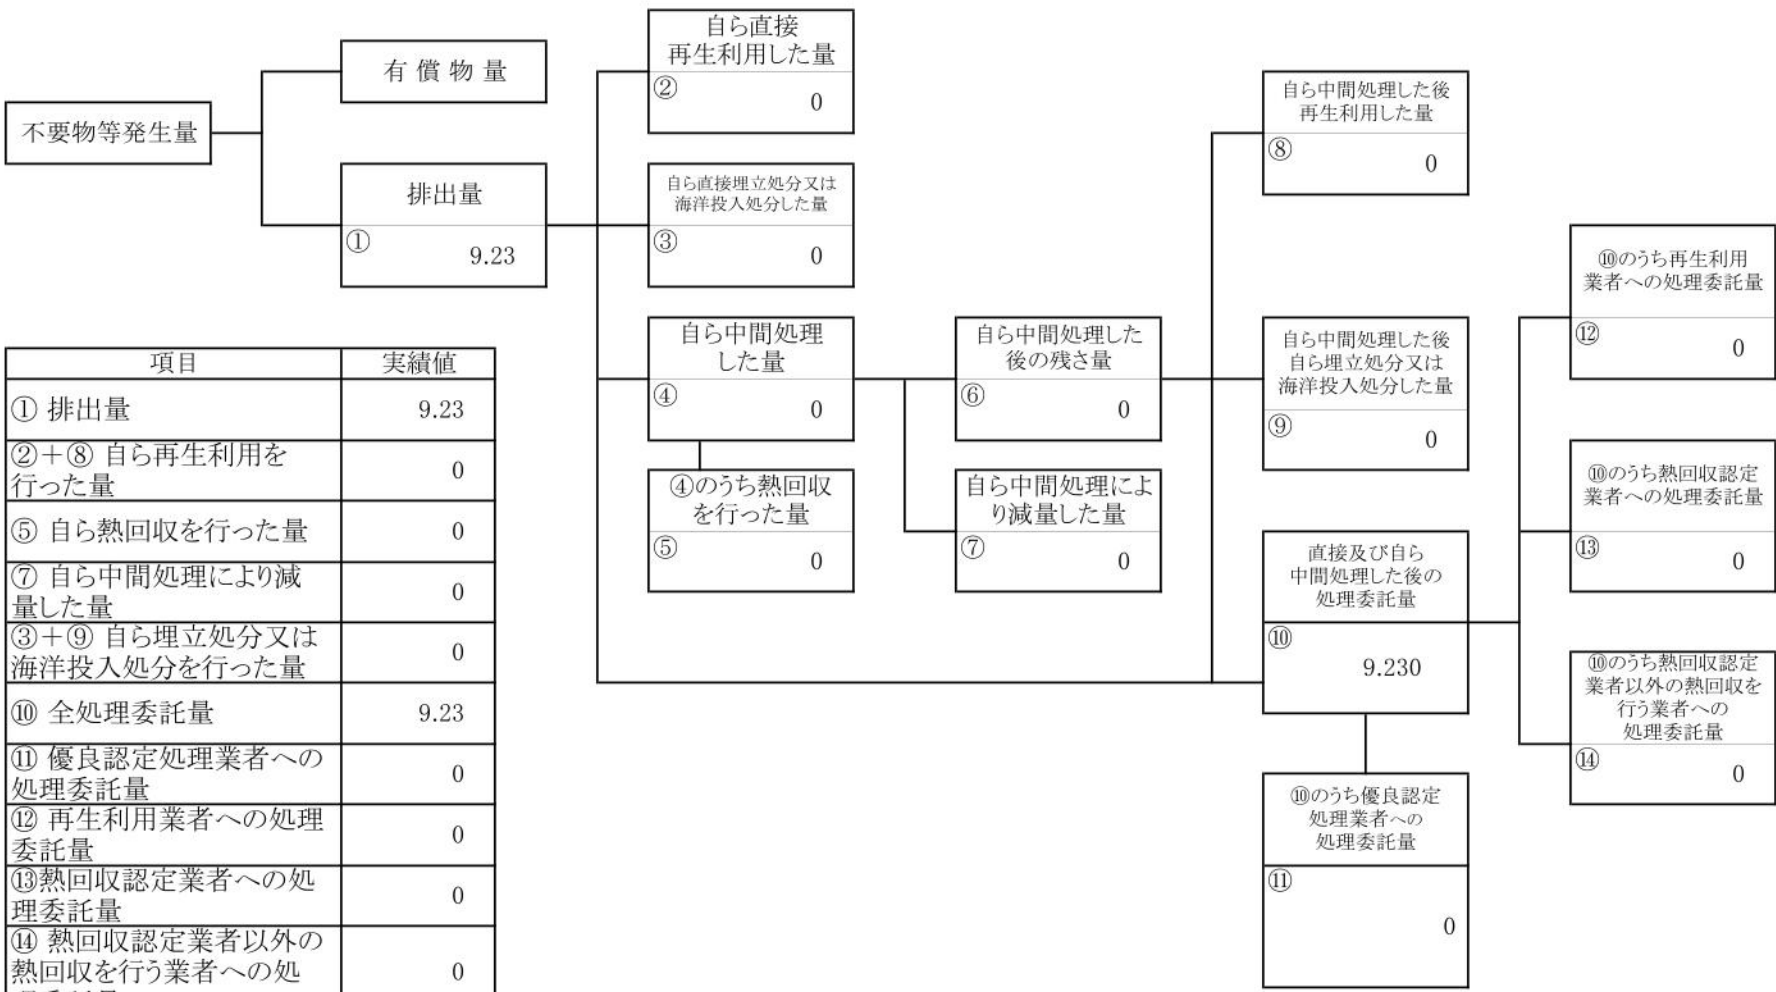 不要物等発生量
有償物量
排出量
①
9.23
自ら直接
再生利用した量
②
0
自ら直接埋立処分又は
海洋投入処分した量
③
0
自ら中間処理
した量
④
0
④のうち熱回収
を行った量
⑤
0
自ら中間処理した
後の残さ量
⑥
0
自ら中間処理によ
り減量した量
⑦
0
自ら中間処理した後
再生利用した量
⑧
0
自ら中間処理した後
自ら埋立処分又は
海洋投入処分した量
⑨
0
直接及び自ら
中間処理した後の
処理委託量
⑩
9.230
⑩のうち優良認定
処理業者への
処理委託量
⑪
0
⑩のうち再生利用
業者への処理委託量
⑫
0
⑩のうち熱回収認定
業者への処理委託量
⑬
0
⑩のうち熱回収認定
業者以外の熱回収を
行う業者への
処理委託量
⑭
0
項目 実績値
① 排出量 9.23
②＋⑧ 自ら再生利用を
行った量 0
⑤ 自ら熱回収を行った量 0
⑦ 自ら中間処理により減
量した量 0
③＋⑨ 自ら埋立処分又は
海洋投入処分を行った量 0
⑩ 全処理委託量 9.23
⑪ 優良認定処理業者への
処理委託量 0
⑫ 再生利用業者への処理
委託量 0
⑬熱回収認定業者への処
理委託量 0
⑭ 熱回収認定業者以外の
熱回収を行う業者への処 0